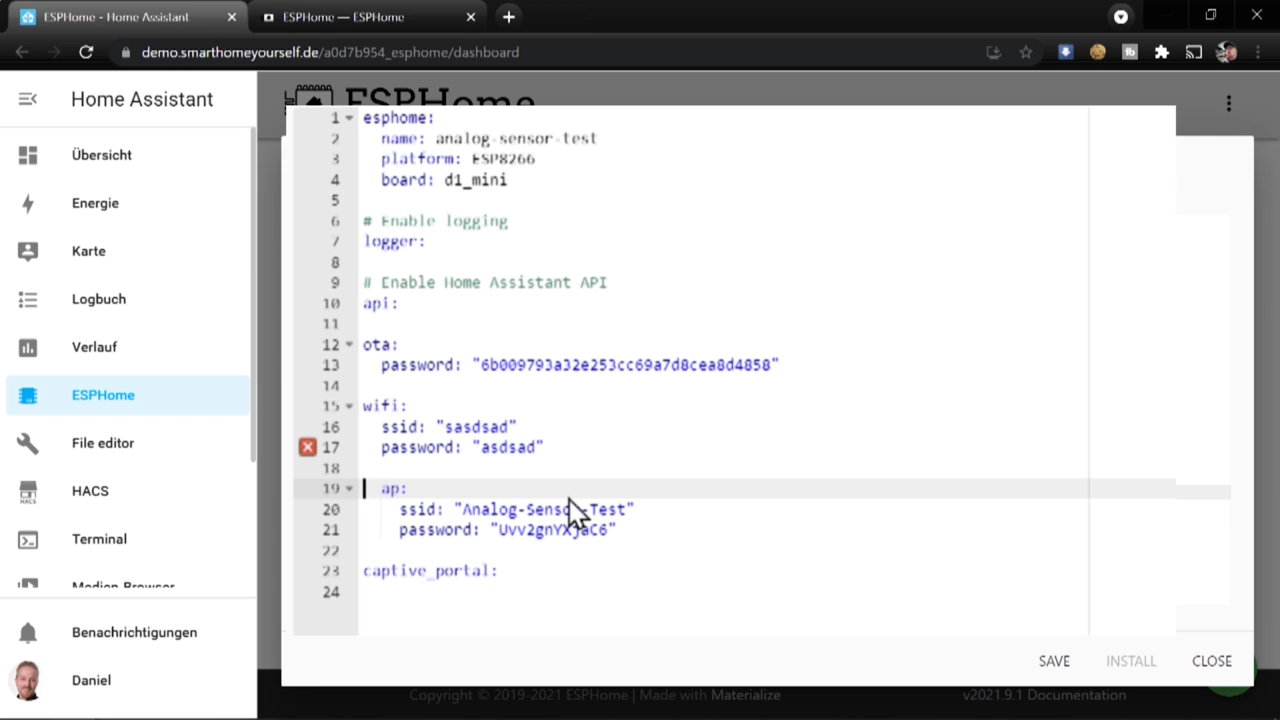 ESPHome - Home Assistant
ESPHome — ESPHome
demo.smarthomeyourself.de/a0d7b954_esphome/dashboard
Home Assistant
ESPHome
Übersicht
Energie
Karte
Logbuch
Verlauf
ESPHome
File editor
HACS
Terminal
Medien Browser
Benachrichtigungen
Daniel
1 esphome:
2 name: analog-sensor-test
3 platform: ESP8266
4 board: d1_mini
5
6 # Enable logging
7 logger:
8
9 # Enable Home Assistant API
10 api:
11
12 ota:
13 password: "6b009793a32e253cc69a7d8cea8d4858"
14
15 wifi:
16 ssid: "sasdsad"
17 password: "asdsad"
18
19 ap:
20 ssid: "Analog-Sensor-Test"
21 password: "Uvv2gnYXjaC6"
22
23 captive_portal:
24
SAVE INSTALL CLOSE
Copyright © 2019-2021 ESPHome | Made with Materialize
v2021.9.1 Documentation